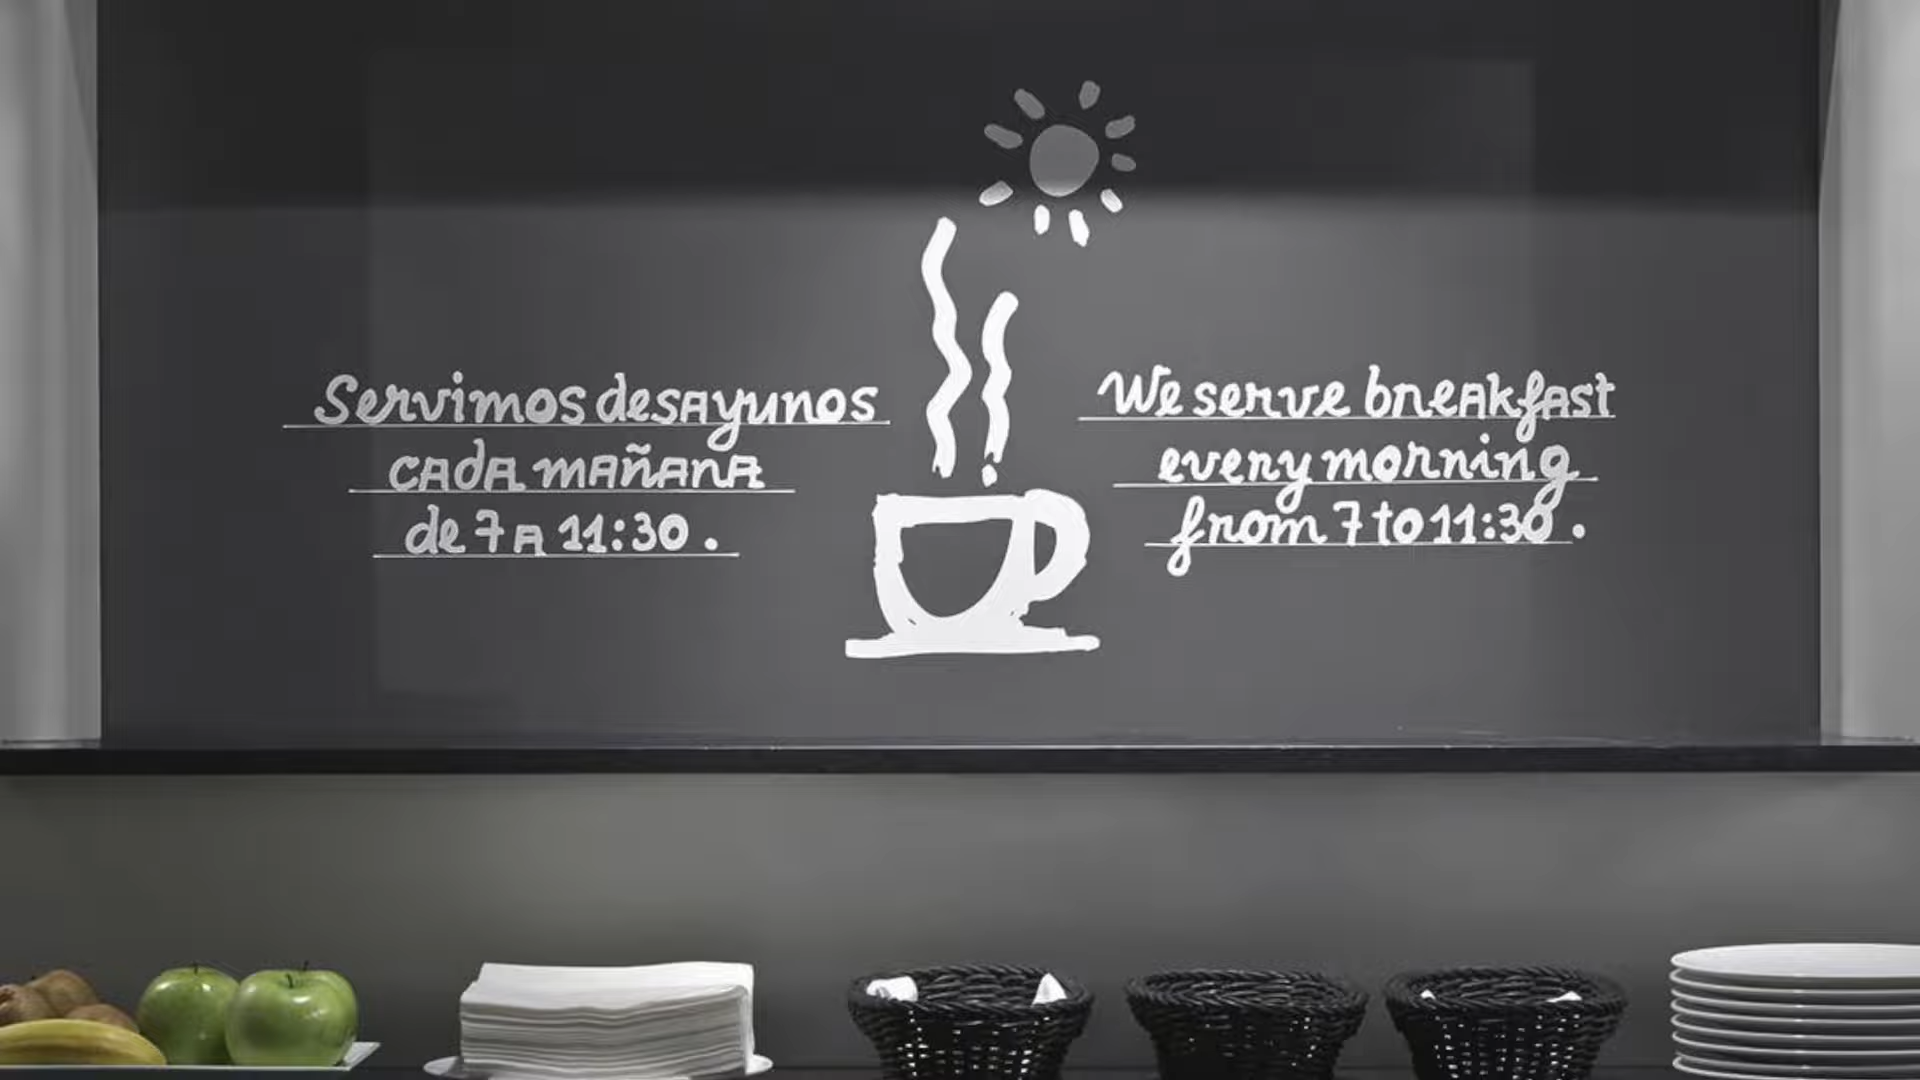 Servimos desayunos
cada mañana
de 7 a 11:30.
We serve breakfast
every morning
from 7 to 11:30.